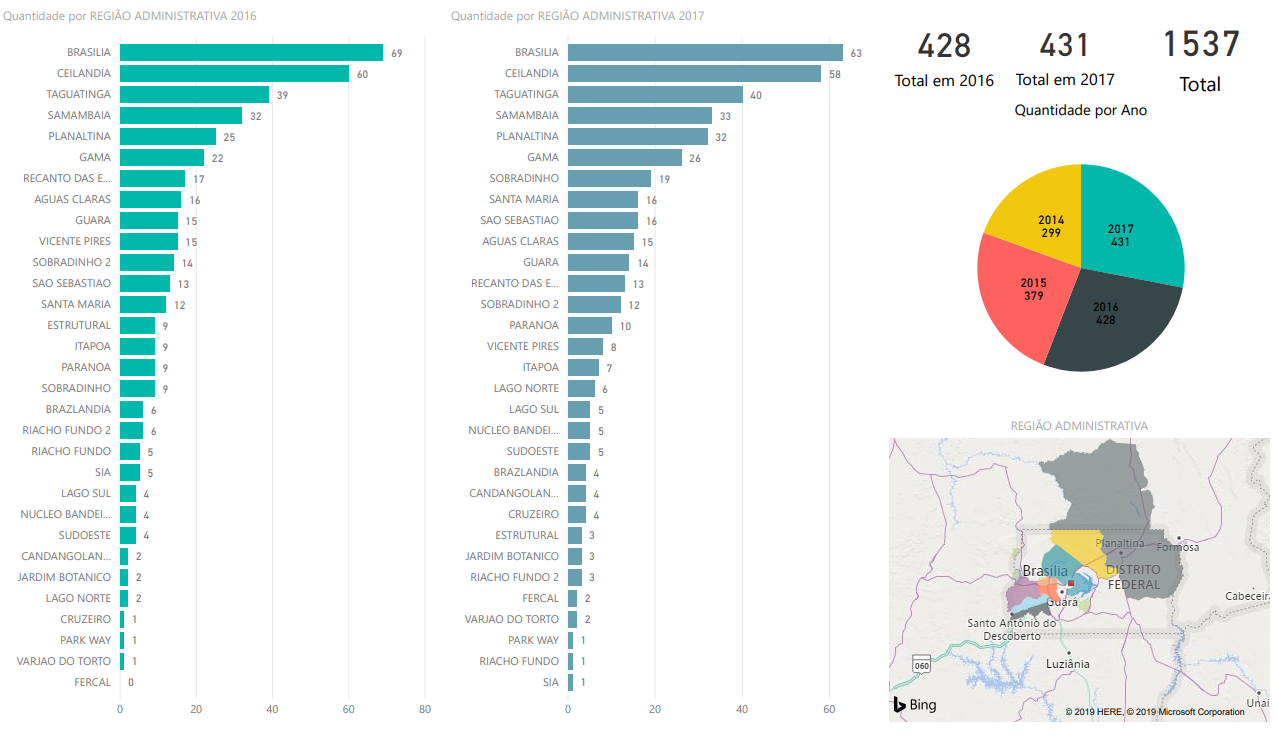 Quantidade por REGIÃO ADMINISTRATIVA 2016
BRASILIA 69
CEILANDIA 60
TAGUATINGA 39
SAMAMBAIA 32
PLANALTINA 25
GAMA 22
RECANTO DAS E... 17
AGUAS CLARAS 16
GUARA 15
VICENTE PIRES 15
SOBRADINHO 2 14
SAO SEBASTIAO 13
SANTA MARIA 12
ESTRUTURAL 9
ITAPOA 9
PARANOA 9
SOBRADINHO 9
BRAZLANDIA 6
RIACHO FUNDO 2 6
RIACHO FUNDO 5
SIA 5
LAGO SUL 4
NUCLEO BANDEI... 4
SUDOESTE 4
CANDANGOLAN... 2
JARDIM BOTANICO 2
LAGO NORTE 2
CRUZEIRO 1
PARK WAY 1
VARJAO DO TORTO 1
FERCAL 0
0 20 40 60 80
Quantidade por REGIÃO ADMINISTRATIVA 2017
BRASILIA 63
CEILANDIA 58
TAGUATINGA 40
SAMAMBAIA 33
PLANALTINA 32
GAMA 26
SOBRADINHO 19
SANTA MARIA 16
SAO SEBASTIAO 16
AGUAS CLARAS 15
GUARA 14
RECANTO DAS E... 13
SOBRADINHO 2 12
PARANOA 10
VICENTE PIRES 8
ITAPOA 7
LAGO NORTE 6
LAGO SUL 5
NUCLEO BANDEI... 5
SUDOESTE 5
BRAZLANDIA 4
CANDANGOLAN... 4
CRUZEIRO 4
ESTRUTURAL 3
JARDIM BOTANICO 3
RIACHO FUNDO 2 3
FERCAL 2
VARJAO DO TORTO 2
PARK WAY 1
RIACHO FUNDO 1
SIA 1
0 20 40 60
428
Total em 2016
431
Total em 2017
1537
Total
Quantidade por Ano
2014
299
2017
431
2015
379
2016
428
REGIÃO ADMINISTRATIVA
Planaltina
Formosa
Brasilia
DISTRITO
FEDERAL
Guará
Cabeceir
Santo Antônio do
Descoberto
060
Luziânia
Unai
Bing
© 2019 HERE, © 2019 Microsoft Corporation